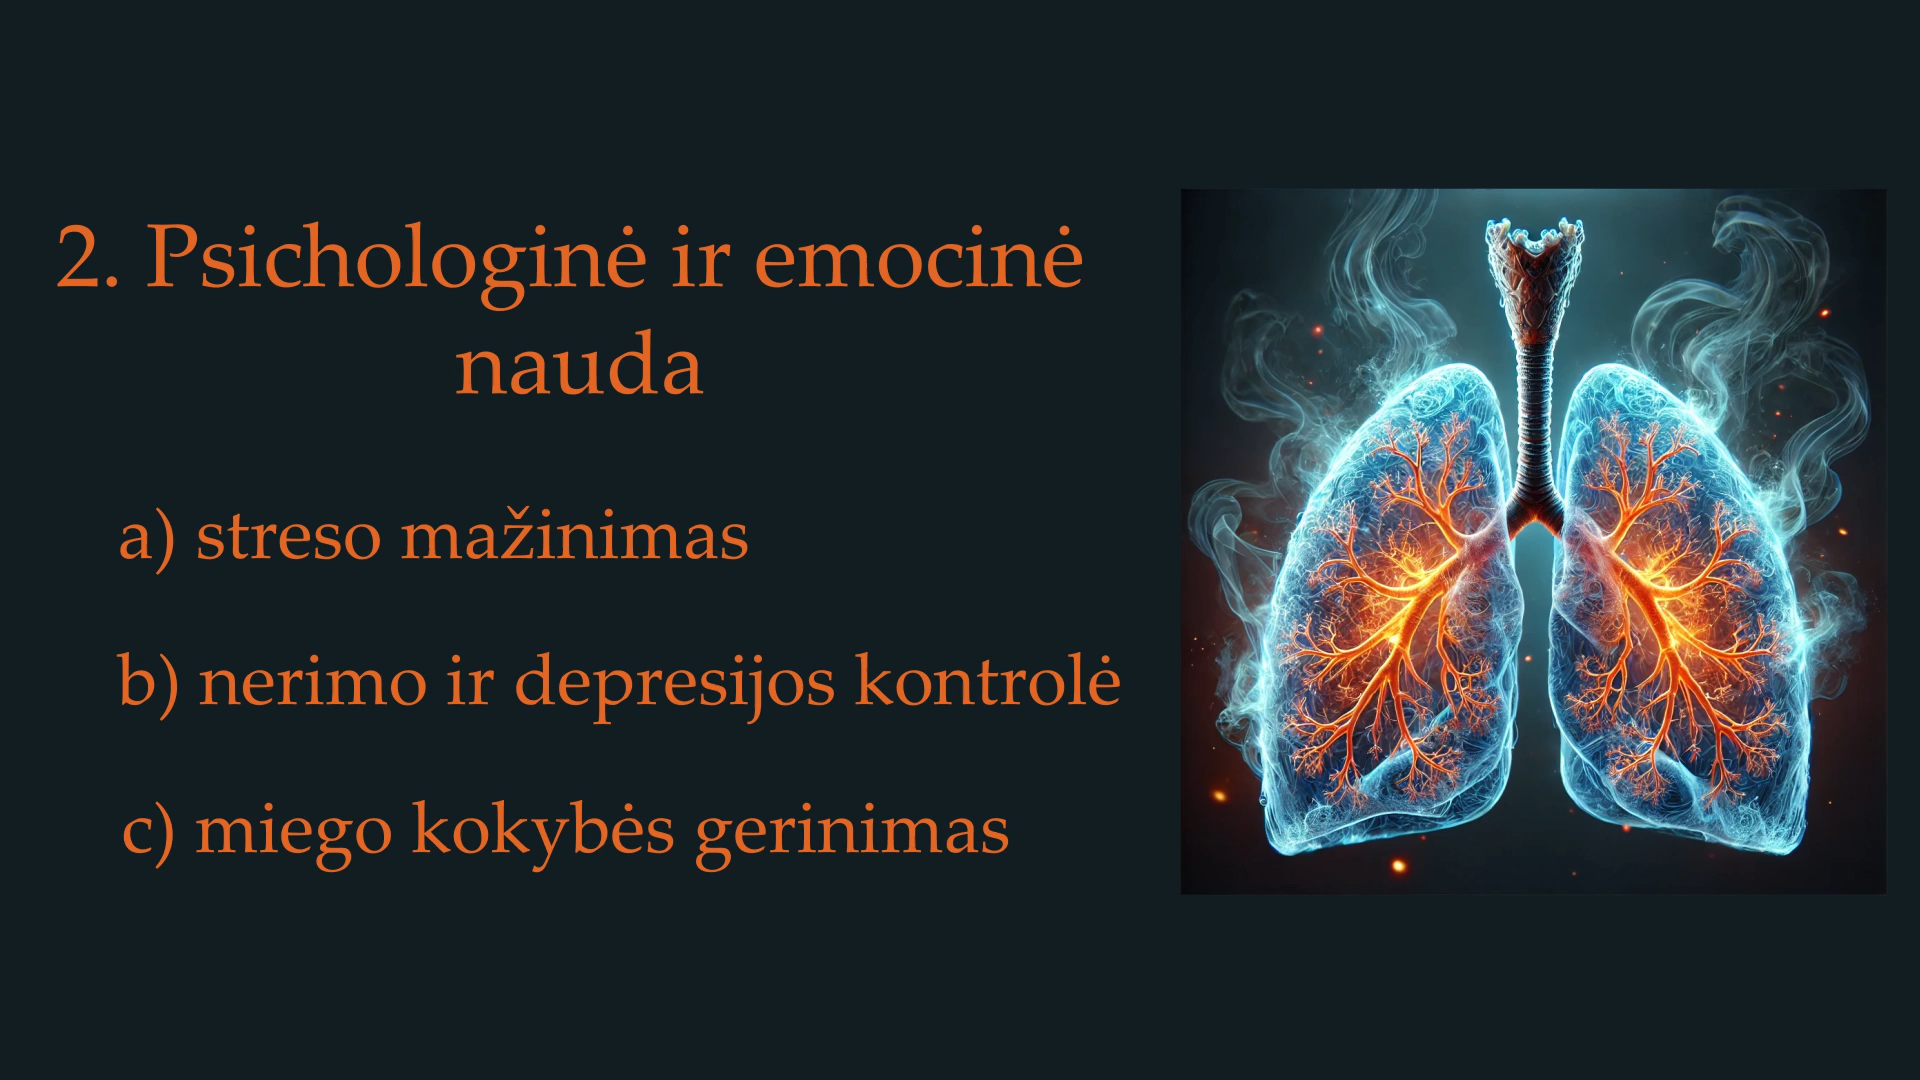 2. Psichologinė ir emocinė
nauda
a) streso mažinimas
b) nerimo ir depresijos kontrolė
c) miego kokybės gerinimas